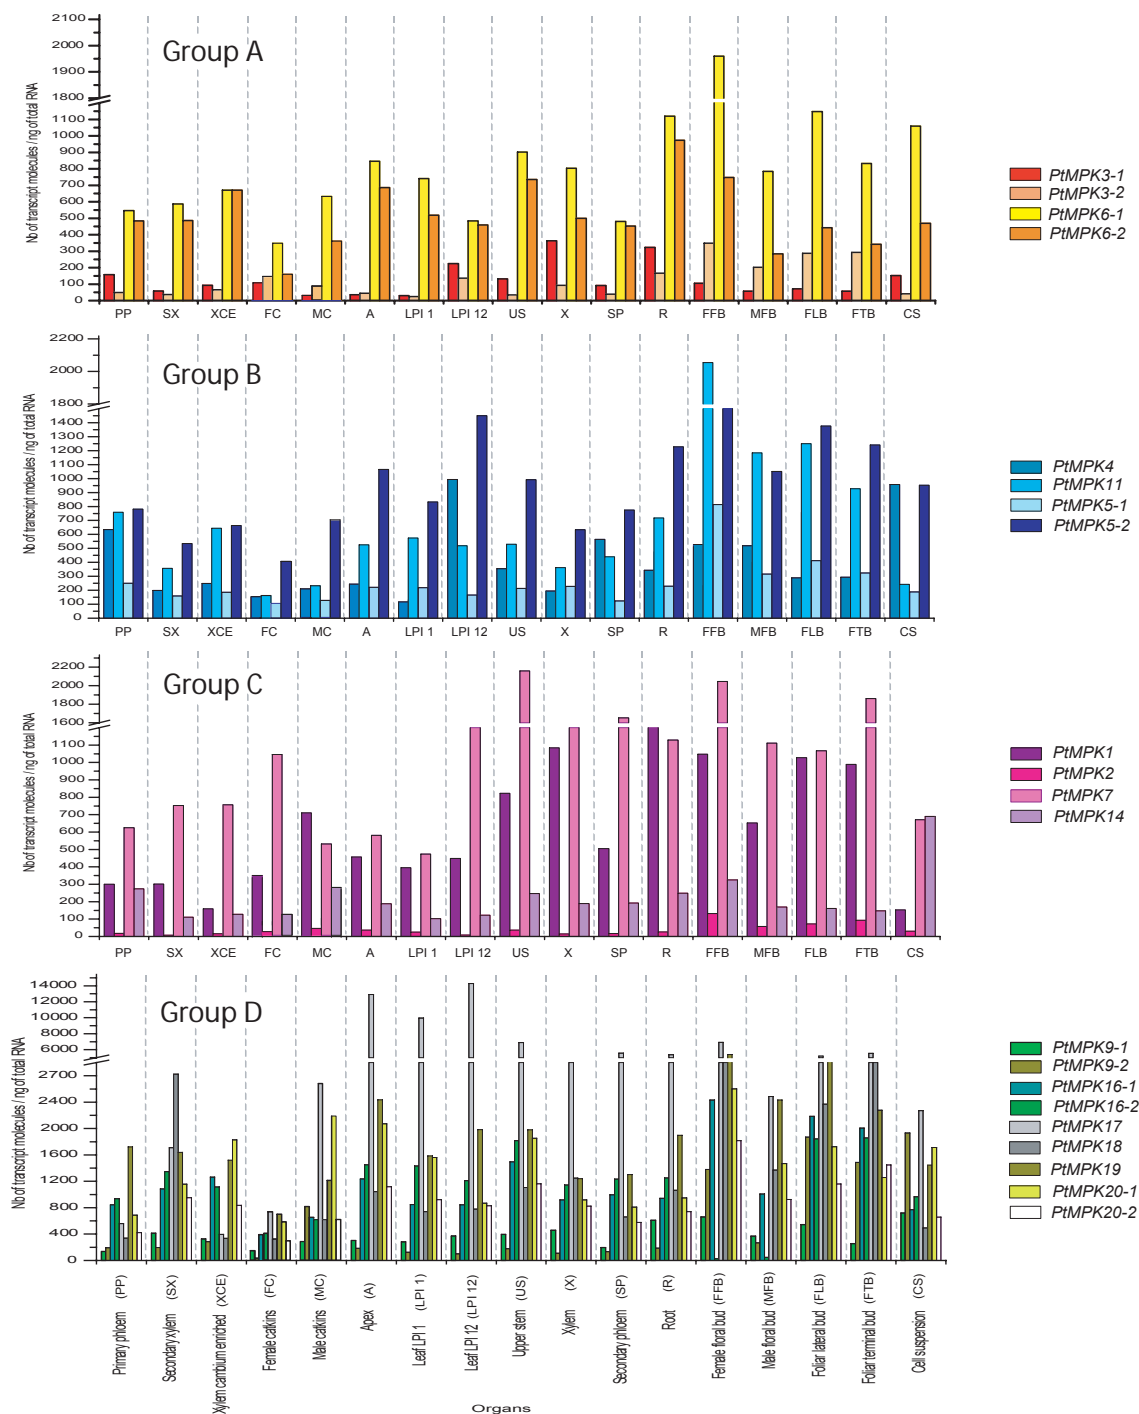 Group A
Nb of transcript molecules / ng of total RNA
2100
2000
1900
1800
1100
1000
900
800
700
600
500
400
300
200
100
0
PP SX XCE FC MC A LPI 1 LPI 12 US X SP R FFB MFB FLB FTB CS
PtMPK3-1
PtMPK3-2
PtMPK6-1
PtMPK6-2
Group B
Nb of transcript molecules / ng of total RNA
2200
2000
1400
1300
1200
1100
1000
900
800
700
600
500
400
300
200
100
0
PP SX XCE FC MC A LPI 1 LPI 12 US X SP R FFB MFB FLB FTB CS
PtMPK4
PtMPK11
PtMPK5-1
PtMPK5-2
Group C
Nb of transcript molecules / ng of total RNA
2200
2000
1800
1600
1100
1000
900
800
700
600
500
400
300
200
100
0
PP SX XCE FC MC A LPI 1 LPI 12 US X SP R FFB MFB FLB FTB CS
PtMPK1
PtMPK2
PtMPK7
PtMPK14
Group D
Nb of transcript molecules / ng of total RNA
14000
12000
10000
8000
6000
2700
2400
2000
1600
1200
800
400
0
PtMPK9-1
PtMPK9-2
PtMPK16-1
PtMPK16-2
PtMPK17
PtMPK18
PtMPK19
PtMPK20-1
PtMPK20-2
Primary phloem (PP)
Secondary xylem (SX)
Xylem cambium enriched (XCE)
Female catkins (FC)
Male catkins (MC)
Apex (A)
Leaf LPI 1 (LPI 1)
Leaf LPI 12 (LPI 12)
Upper stem (US)
Xylem (X)
Secondary phloem (SP)
Root (R)
Female floral bud (FFB)
Male floral bud (MFB)
Foliar lateral bud (FLB)
Foliar terminal bud (FTB)
Cell suspension (CS)
Organs